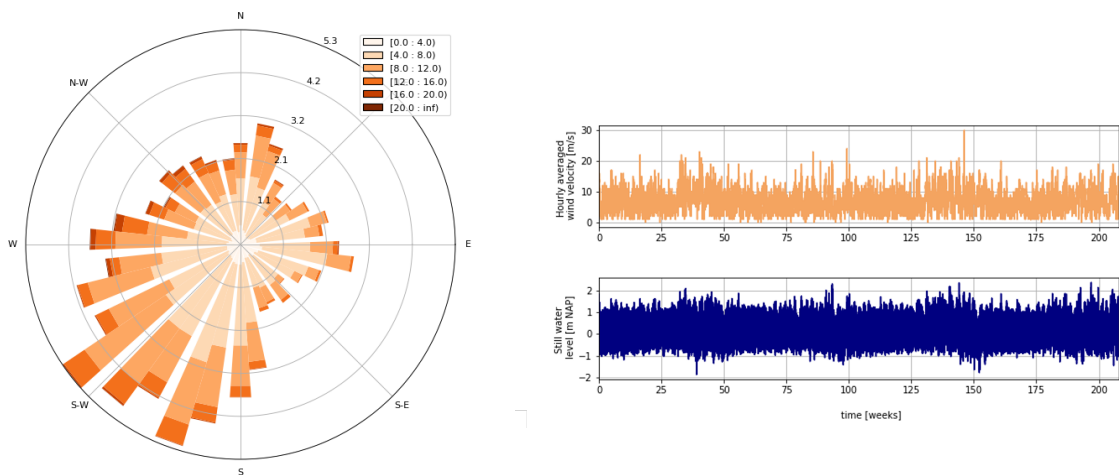 N
5.3
[0.0 : 4.0)
[4.0 : 8.0)
[8.0 : 12.0)
[12.0 : 16.0)
[16.0 : 20.0)
[20.0 : inf)
N-W
4.2
3.2
2.1
1.1
W
E
S-W
S-E
S
Hourly averaged
wind velocity [m/s]
30
20
10
0
0 25 50 75 100 125 150 175 200
Still water
level [m NAP]
2
1
0
−1
−2
0 25 50 75 100 125 150 175 200
time [weeks]